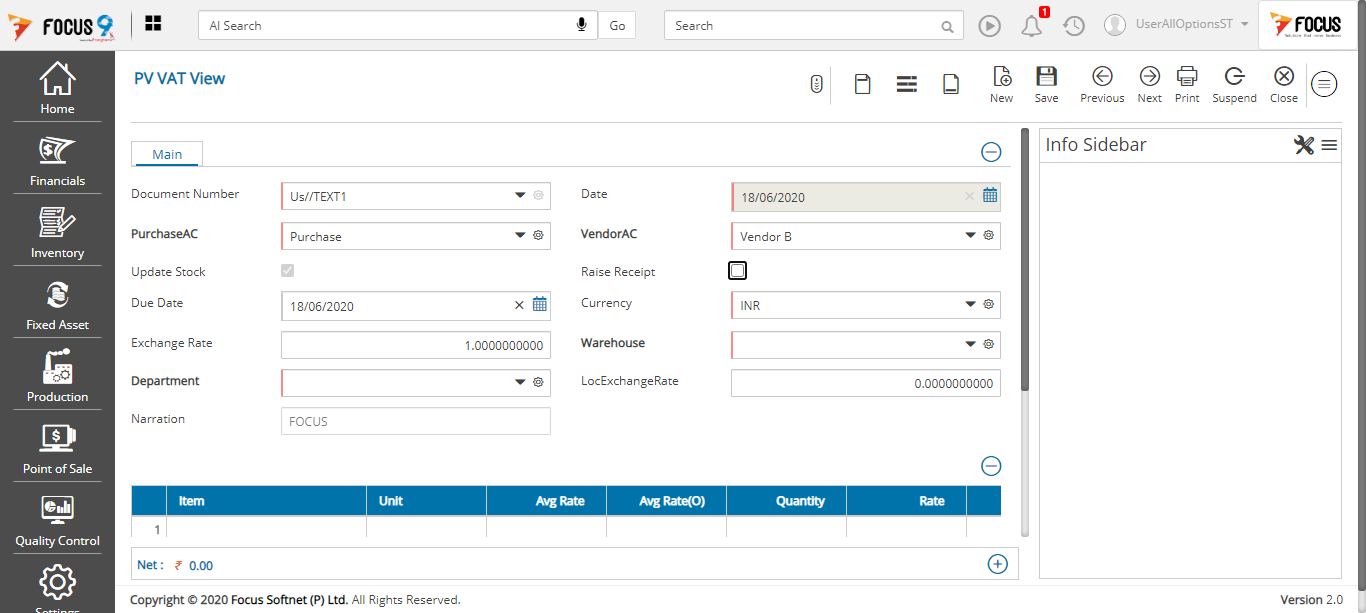 FOCUS 9
AI Search
Go
Search
1
UserAllOptionsST
FOCUS
Home
Financials
Inventory
Fixed Asset
Production
Point of Sale
Quality Control
Settings
PV VAT View
New
Save
Previous
Next
Print
Suspend
Close
Main
Document Number
Us//TEXT1
Date
18/06/2020
PurchaseAC
Purchase
VendorAC
Vendor B
Update Stock
Raise Receipt
Due Date
18/06/2020
Currency
INR
Exchange Rate
1.0000000000
Warehouse
Department
LocExchangeRate
0.0000000000
Narration
FOCUS
Item Unit Avg Rate Avg Rate(O) Quantity Rate
1
Net : ₹ 0.00
Info Sidebar
Copyright © 2020 Focus Softnet (P) Ltd. All Rights Reserved.
Version 2.0